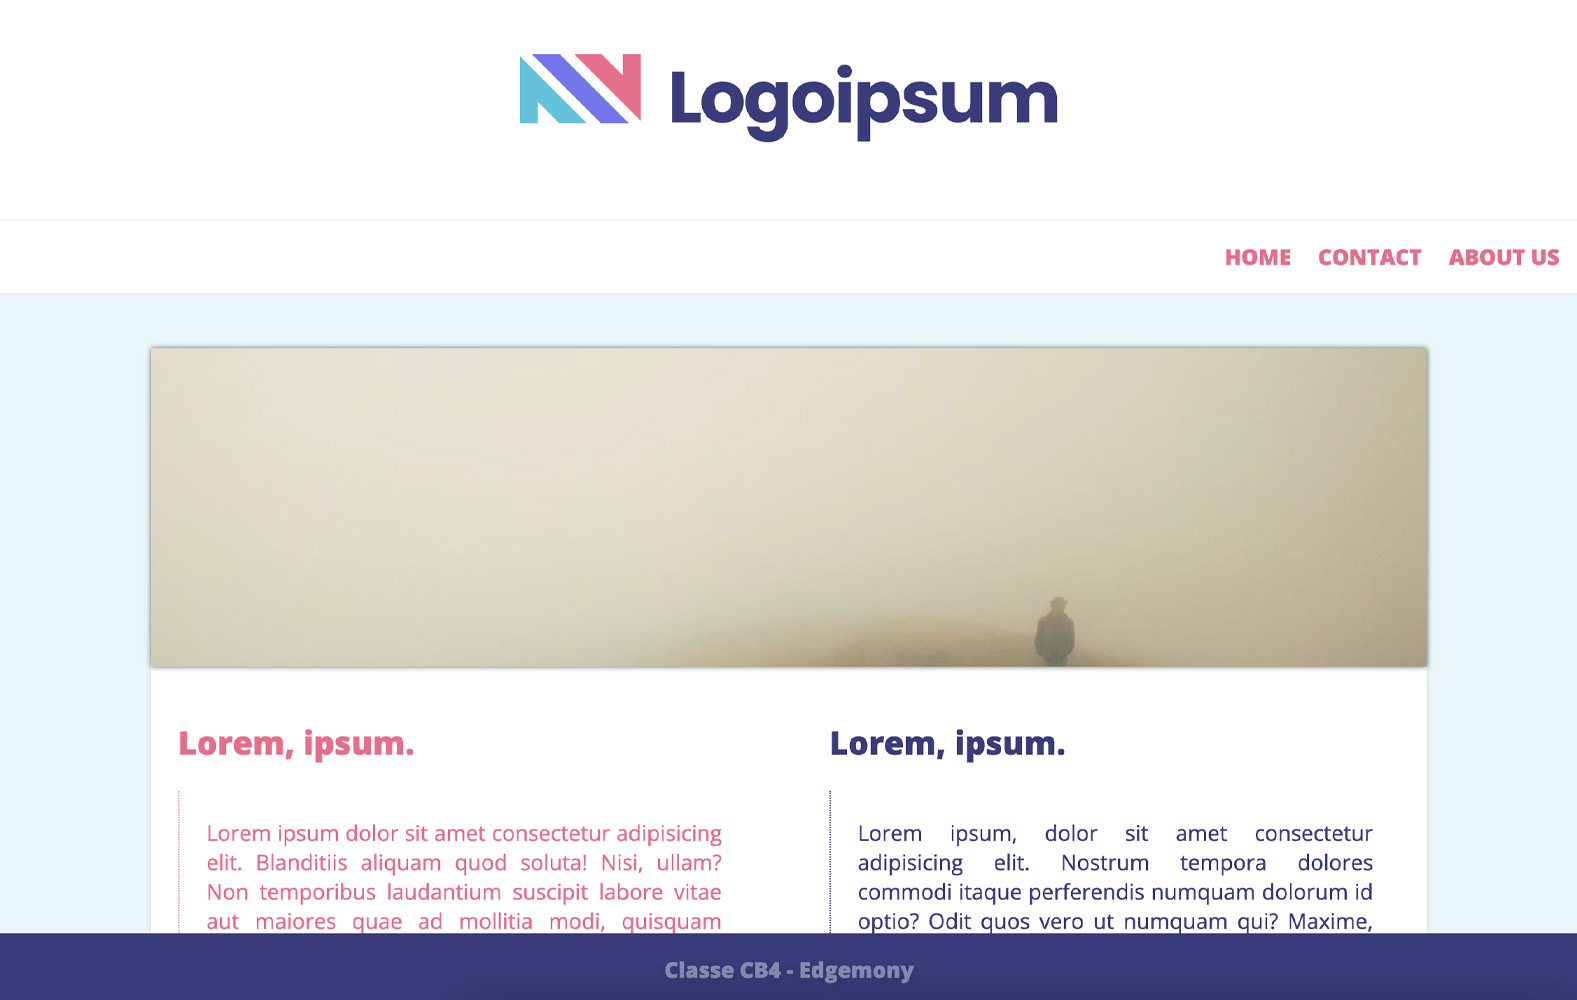 Logoipsum
HOME CONTACT ABOUT US
Lorem, ipsum.
Lorem ipsum dolor sit amet consectetur adipisicing
elit. Blanditiis aliquam quod soluta! Nisi, ullam?
Non temporibus laudantium suscipit labore vitae
aut maiores quae ad mollitia modi, quisquam
Lorem, ipsum.
Lorem ipsum, dolor sit amet consectetur
adipisicing elit. Nostrum tempora dolores
commodi itaque perferendis numquam dolorum id
optio? Odit quos vero ut numquam qui? Maxime,
Classe CB4 - Edgemony